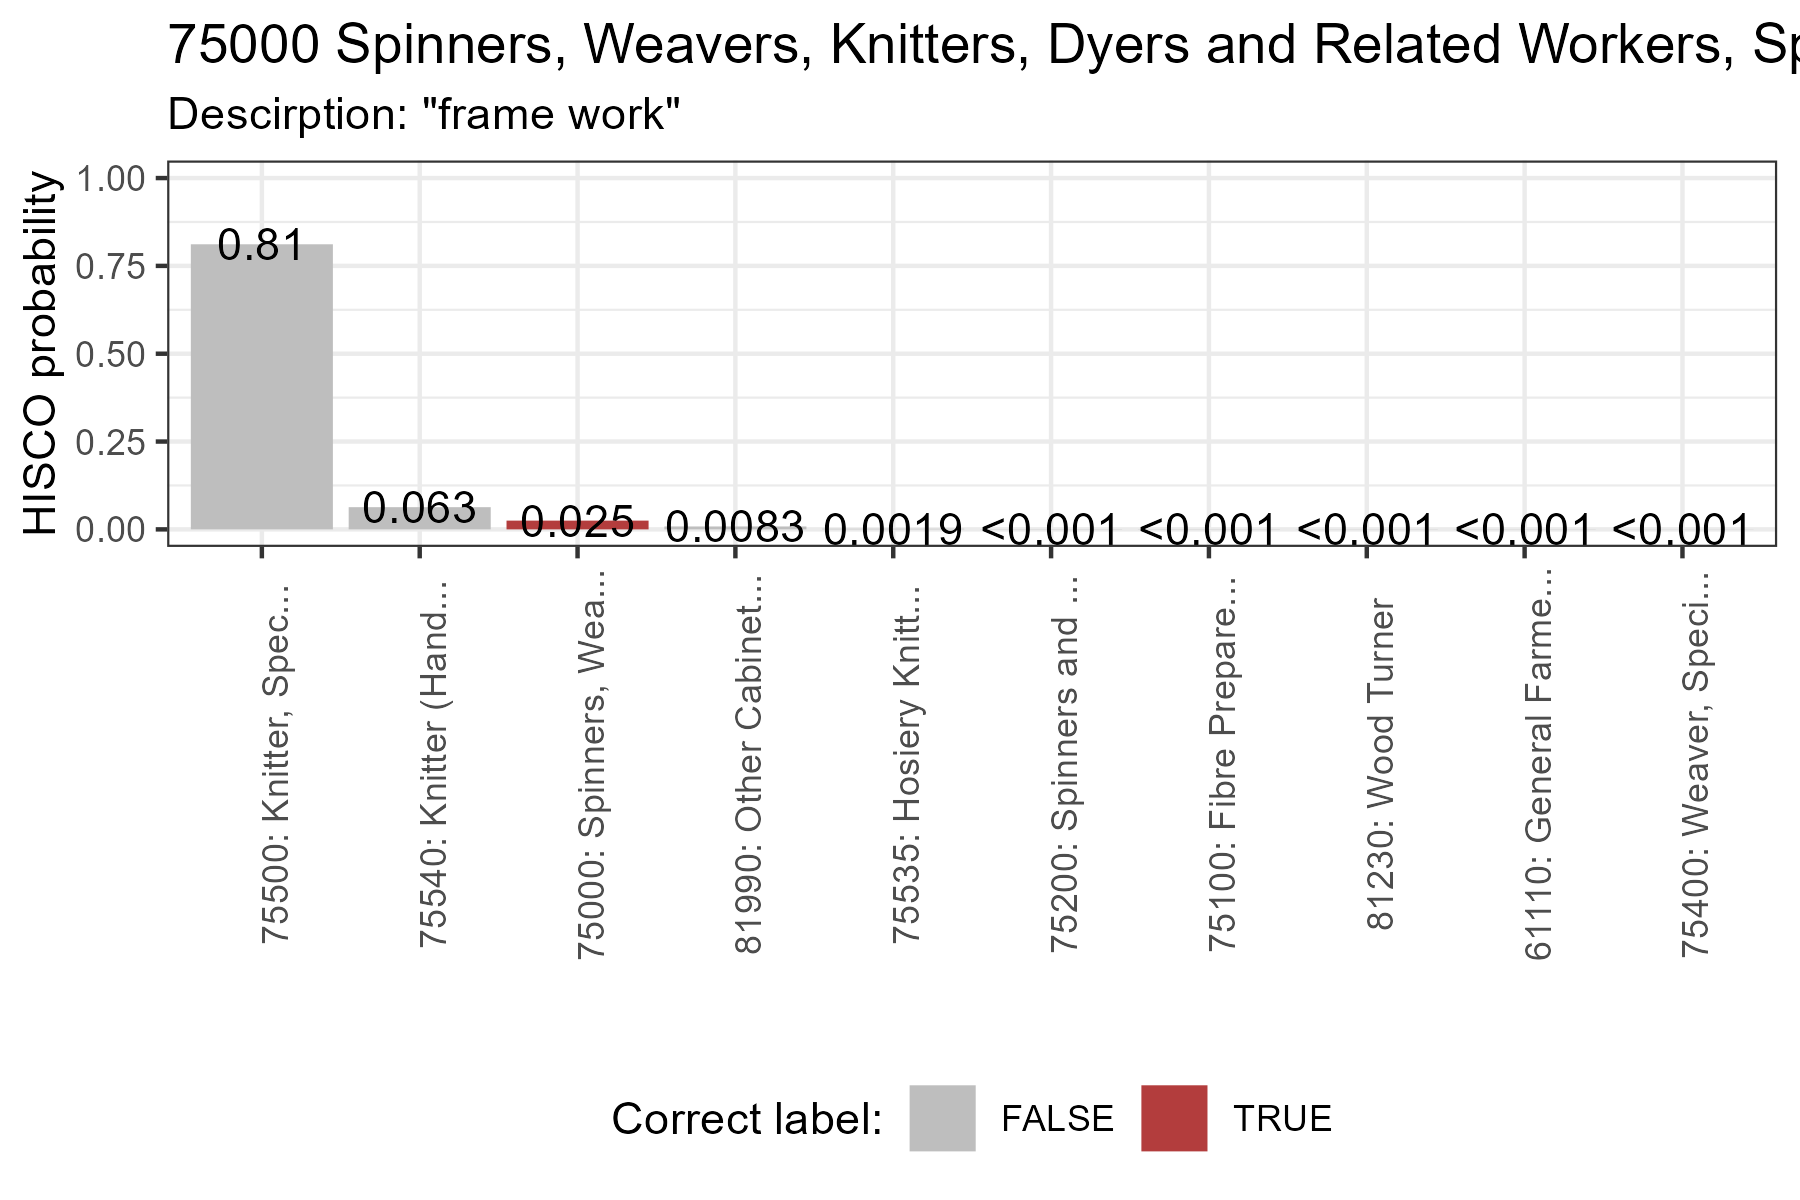 75000 Spinners, Weavers, Knitters, Dyers and Related Workers, Sp
Descirption: "frame work"
HISCO probability
1.00
0.75
0.50
0.25
0.00
0.81
0.063
0.025
0.0083
0.0019
<0.001
<0.001
<0.001
<0.001
<0.001
75500: Knitter, Spec...
75540: Knitter (Hand...
75000: Spinners, Wea...
81990: Other Cabinet...
75535: Hosiery Knitt...
75200: Spinners and ...
75100: Fibre Prepare...
81230: Wood Turner
61110: General Farme...
75400: Weaver, Speci...
Correct label: FALSE TRUE